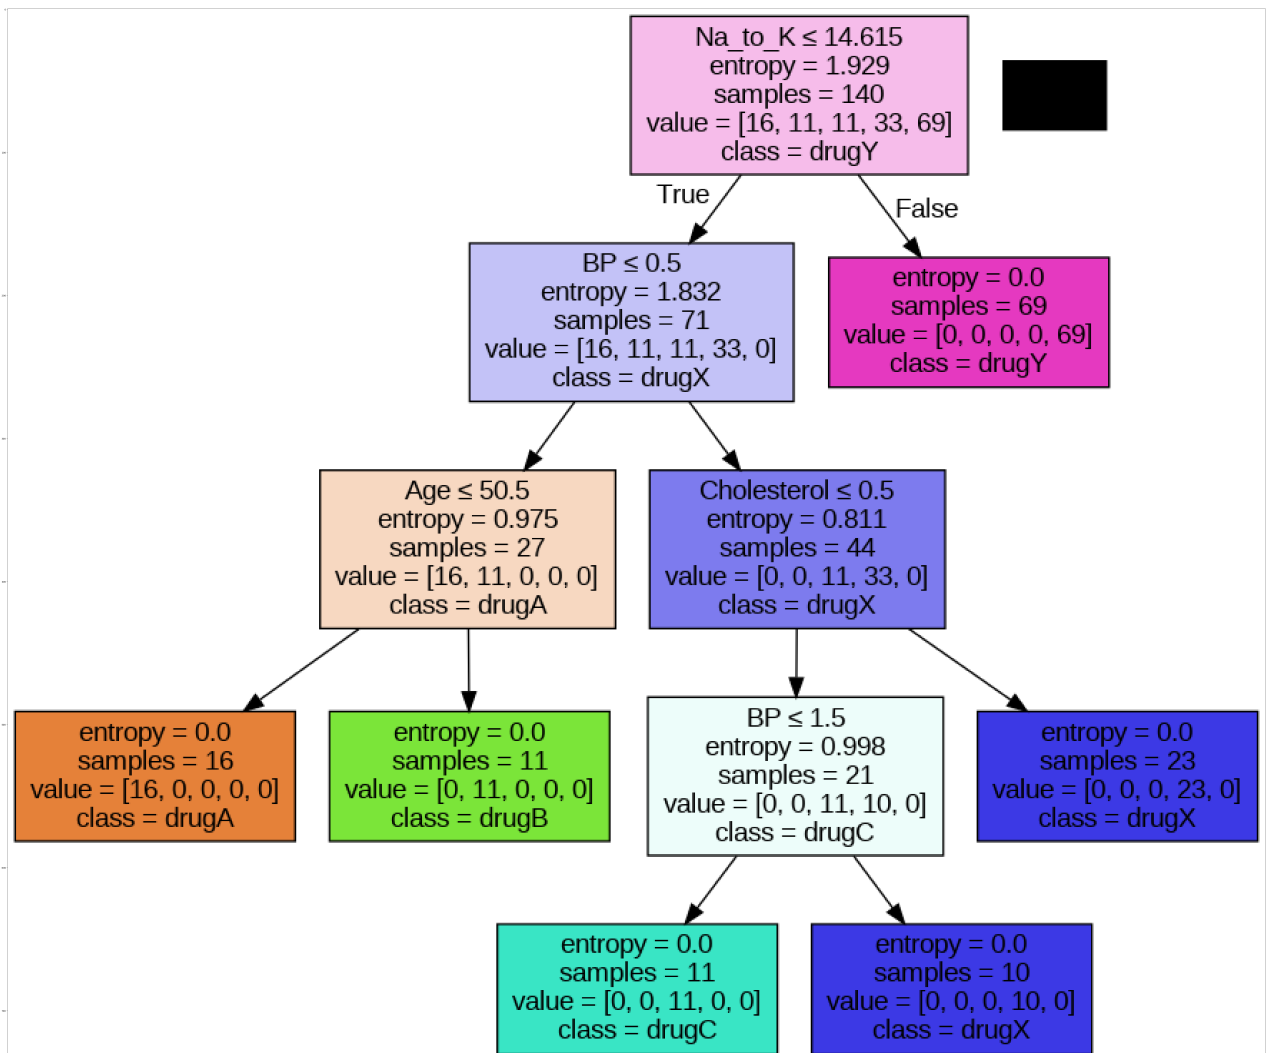 Na_to_K ≤ 14.615
entropy = 1.929
samples = 140
value = [16, 11, 11, 33, 69]
class = drugY
True
False
BP ≤ 0.5
entropy = 1.832
samples = 71
value = [16, 11, 11, 33, 0]
class = drugX
entropy = 0.0
samples = 69
value = [0, 0, 0, 0, 69]
class = drugY
Age ≤ 50.5
entropy = 0.975
samples = 27
value = [16, 11, 0, 0, 0]
class = drugA
Cholesterol ≤ 0.5
entropy = 0.811
samples = 44
value = [0, 0, 11, 33, 0]
class = drugX
entropy = 0.0
samples = 16
value = [16, 0, 0, 0, 0]
class = drugA
entropy = 0.0
samples = 11
value = [0, 11, 0, 0, 0]
class = drugB
BP ≤ 1.5
entropy = 0.998
samples = 21
value = [0, 0, 11, 10, 0]
class = drugC
entropy = 0.0
samples = 23
value = [0, 0, 0, 23, 0]
class = drugX
entropy = 0.0
samples = 11
value = [0, 0, 11, 0, 0]
class = drugC
entropy = 0.0
samples = 10
value = [0, 0, 0, 10, 0]
class = drugX